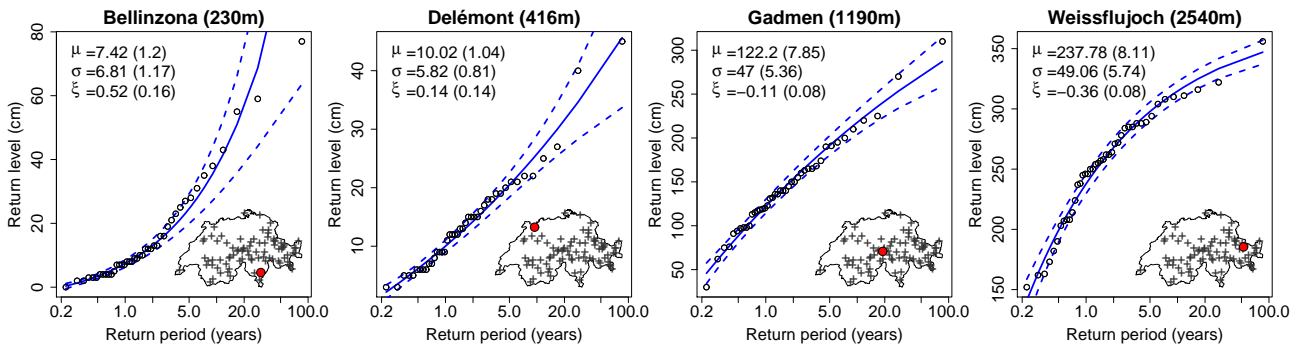 Bellinzona (230m)
μ =7.42 (1.2)
σ =6.81 (1.17)
ξ =0.52 (0.16)
Return level (cm)
80
60
40
20
0
0.2
1.0
5.0
20.0
100.0
Return period (years)
Delémont (416m)
μ =10.02 (1.04)
σ =5.82 (0.81)
ξ =0.14 (0.14)
Return level (cm)
40
30
20
10
0.2
1.0
5.0
20.0
100.0
Return period (years)
Gadmen (1190m)
μ =122.2 (7.85)
σ =47 (5.36)
ξ =−0.11 (0.08)
Return level (cm)
300
250
200
150
100
50
0.2
1.0
5.0
20.0
100.0
Return period (years)
Weissflujoch (2540m)
μ =237.78 (8.11)
σ =49.06 (5.74)
ξ =−0.36 (0.08)
Return level (cm)
350
300
250
200
150
0.2
1.0
5.0
20.0
100.0
Return period (years)